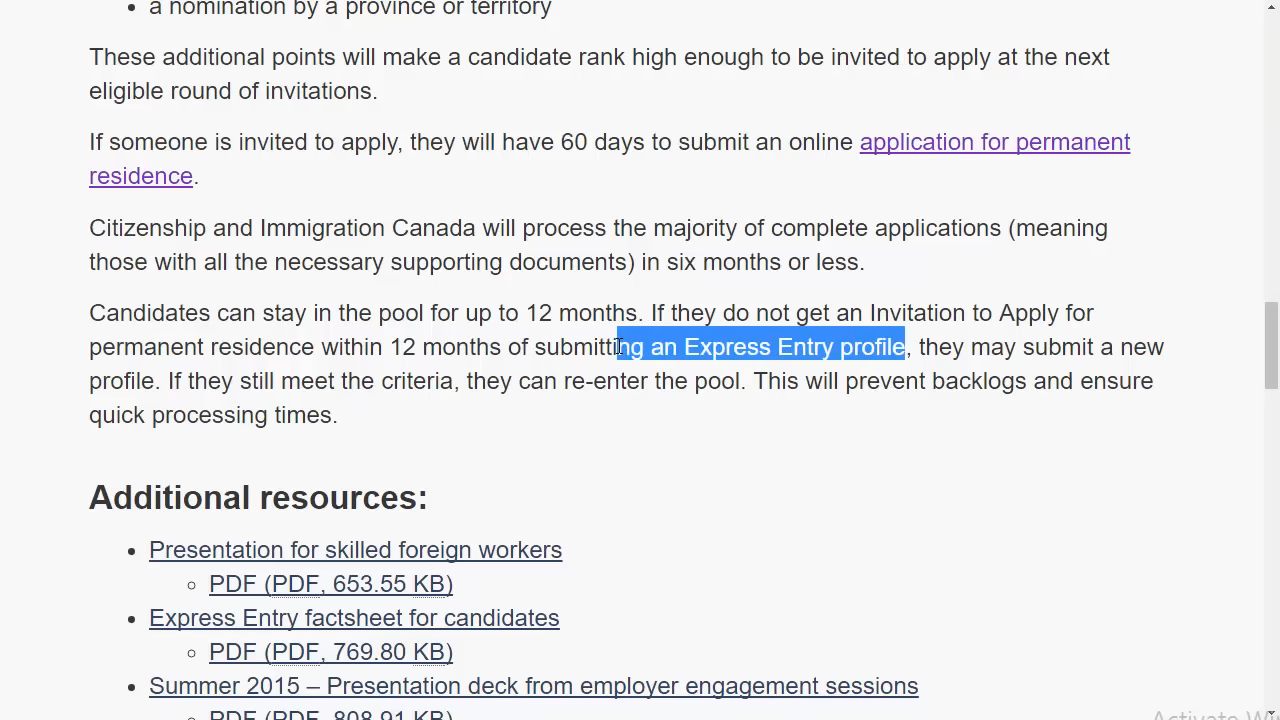 a nomination by a province or territory
These additional points will make a candidate rank high enough to be invited to apply at the next
eligible round of invitations.
If someone is invited to apply, they will have 60 days to submit an online application for permanent
residence.
Citizenship and Immigration Canada will process the majority of complete applications (meaning
those with all the necessary supporting documents) in six months or less.
Candidates can stay in the pool for up to 12 months. If they do not get an Invitation to Apply for
permanent residence within 12 months of submitting an Express Entry profile, they may submit a new
profile. If they still meet the criteria, they can re-enter the pool. This will prevent backlogs and ensure
quick processing times.
Additional resources:
Presentation for skilled foreign workers
PDF (PDF, 653.55 KB)
Express Entry factsheet for candidates
PDF (PDF, 769.80 KB)
Summer 2015 – Presentation deck from employer engagement sessions
PDF (PDF, 808.91 KB)
Activate Wi